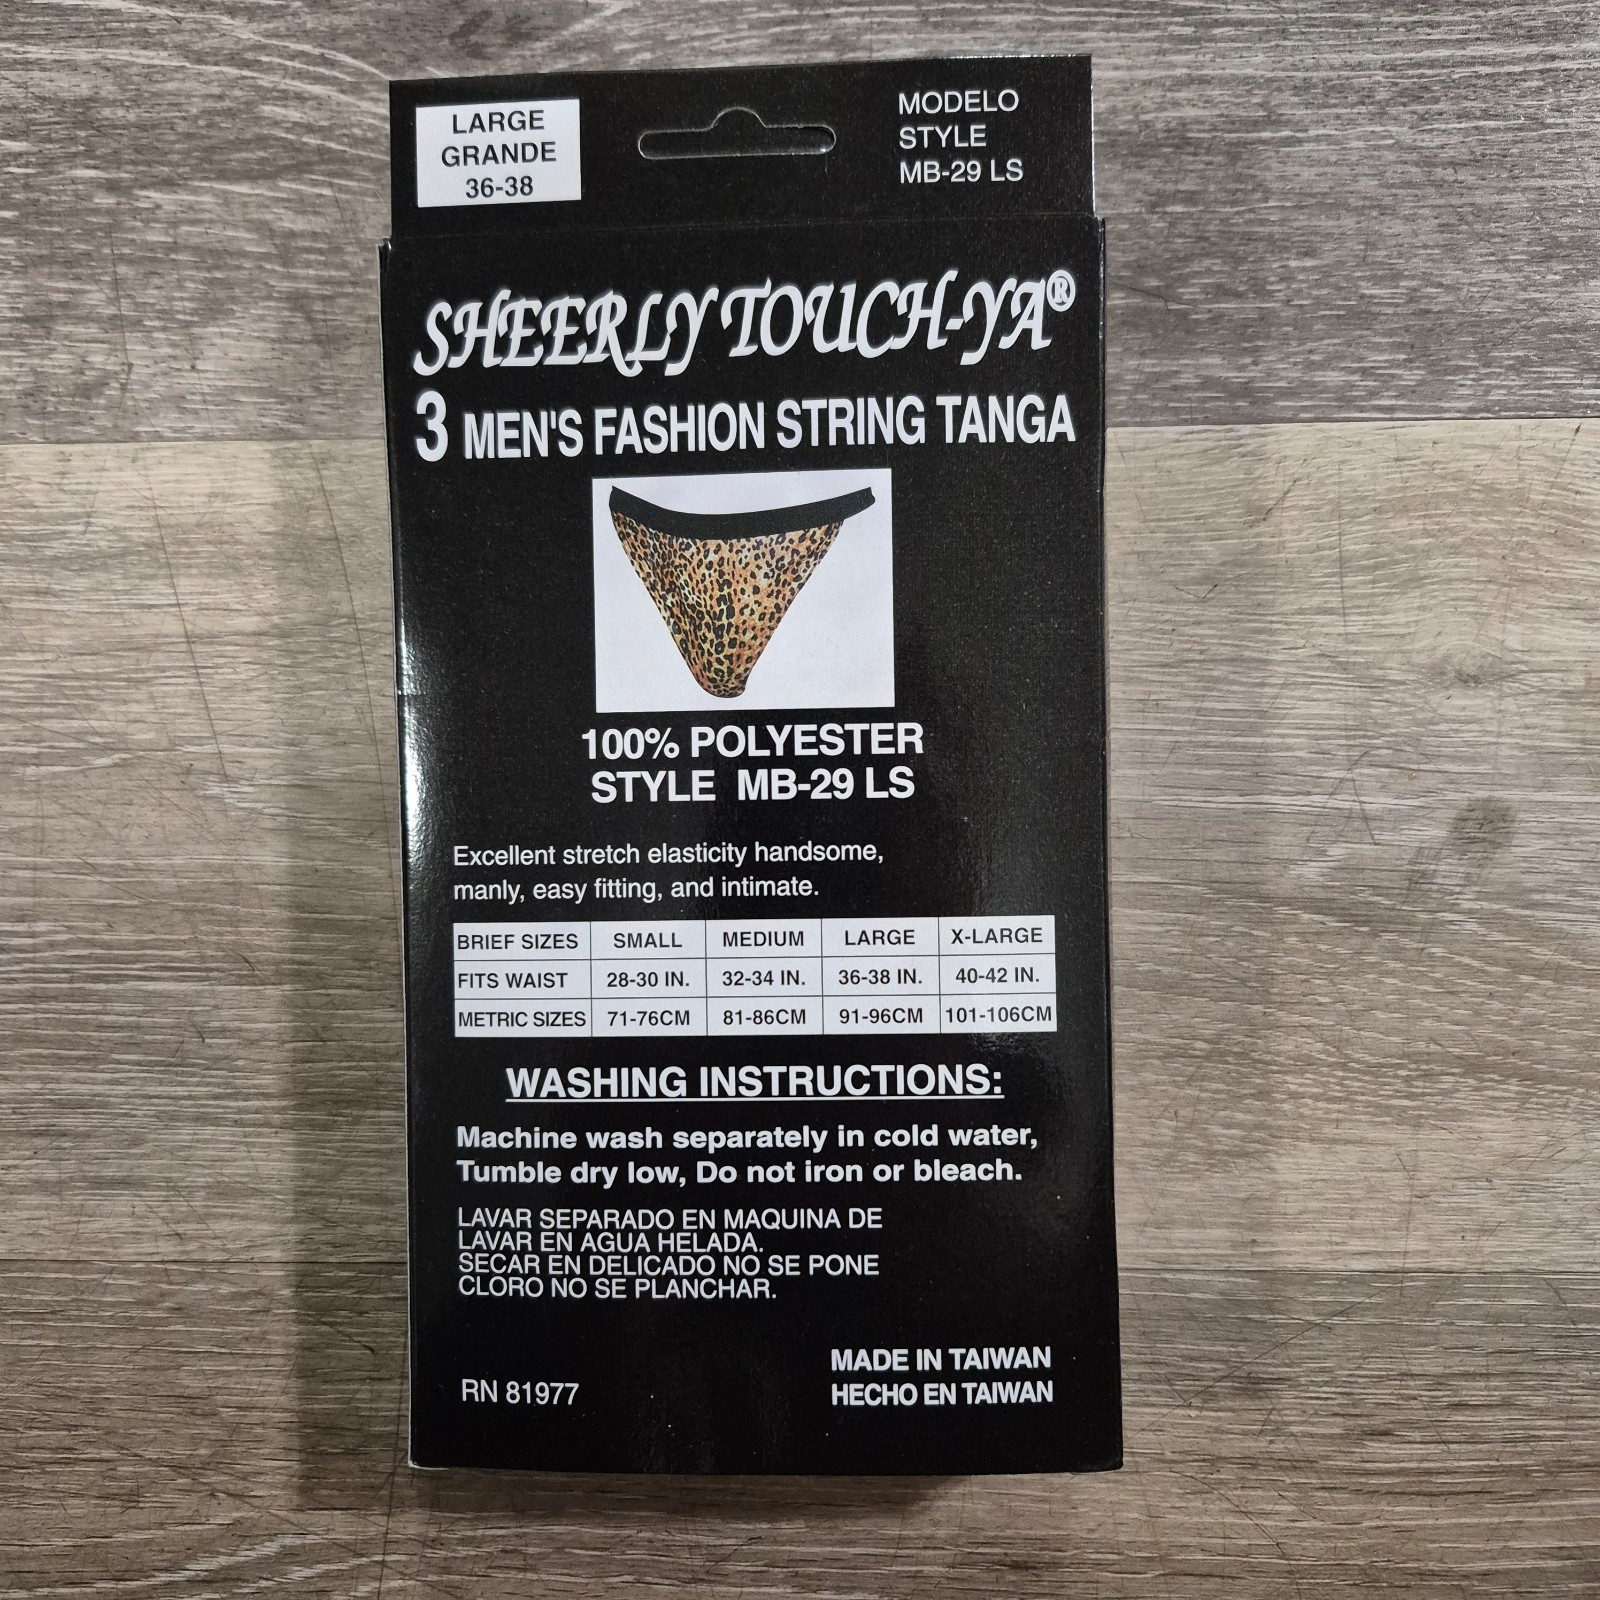 LARGE
GRANDE
36-38
MODELO
STYLE
MB-29 LS
SHEERLY TOUCH-YA®
3 MEN'S FASHION STRING TANGA
100% POLYESTER
STYLE MB-29 LS
Excellent stretch elasticity handsome,
manly, easy fitting, and intimate.
BRIEF SIZES SMALL MEDIUM LARGE X-LARGE
FITS WAIST 28-30 IN. 32-34 IN. 36-38 IN. 40-42 IN.
METRIC SIZES 71-76CM 81-86CM 91-96CM 101-106CM
WASHING INSTRUCTIONS:
Machine wash separately in cold water,
Tumble dry low, Do not iron or bleach.
LAVAR SEPARADO EN MAQUINA DE
LAVAR EN AGUA HELADA.
SECAR EN DELICADO NO SE PONE
CLORO NO SE PLANCHAR.
MADE IN TAIWAN
RN 81977 HECHO EN TAIWAN